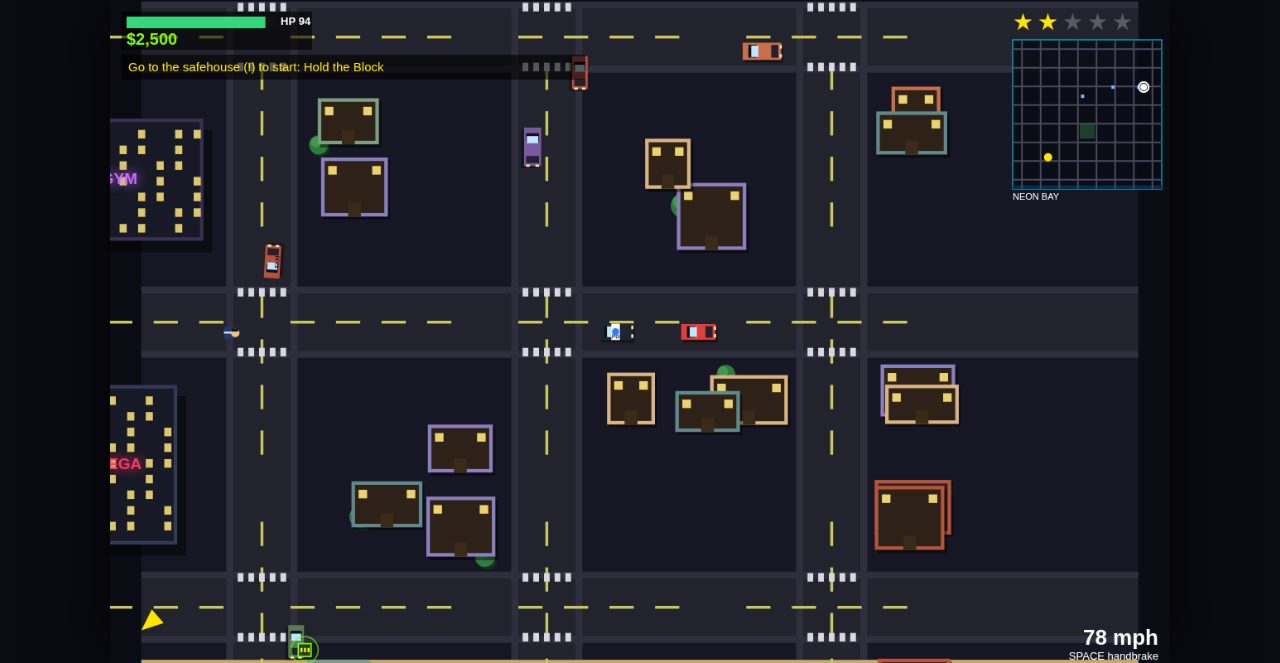 HP 94
$2,500
Go to the safehouse (!) to start: Hold the Block
NEON BAY
GYM
EGA
78 mph
SPACE handbrake